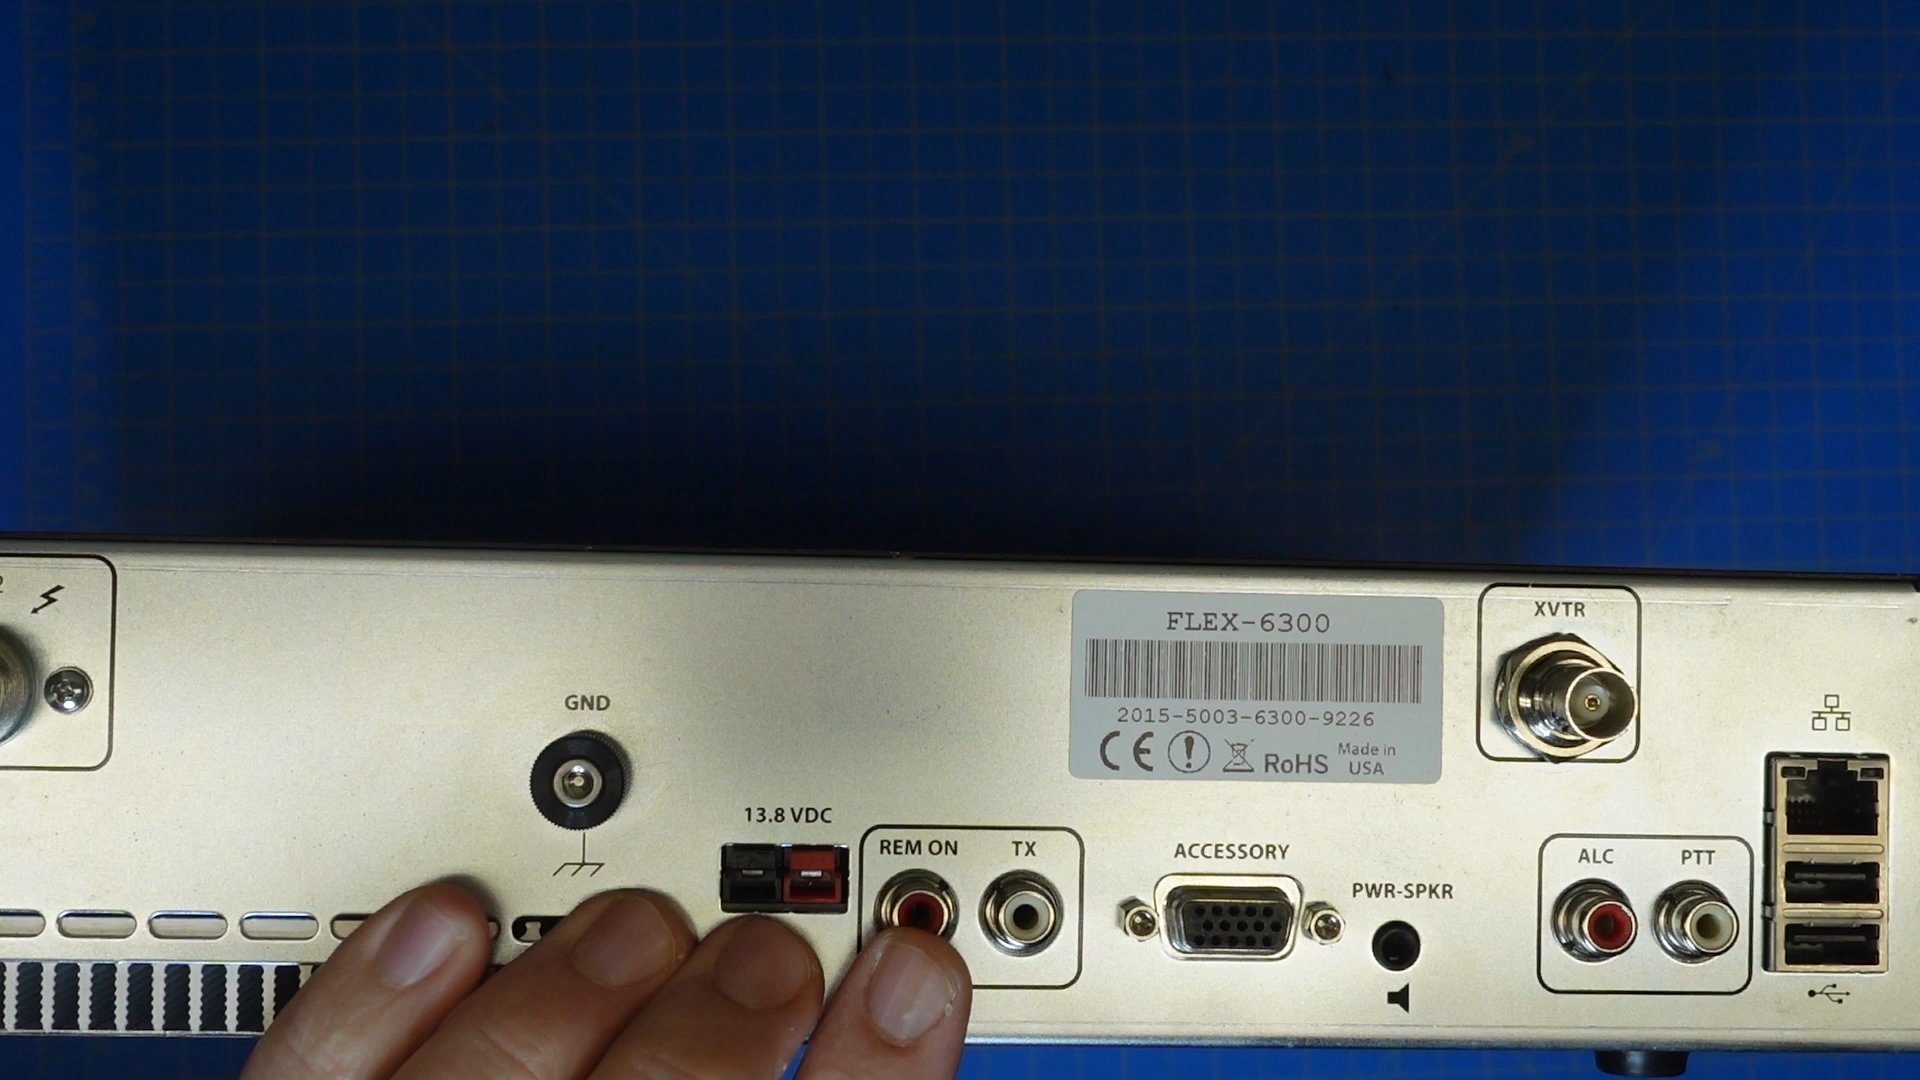 FLEX-6300
2015-5003-6300-9226
CE RoHS Made in
USA
XVTR
GND
13.8 VDC
REM ON
TX
ACCESSORY
PWR-SPKR
ALC
PTT